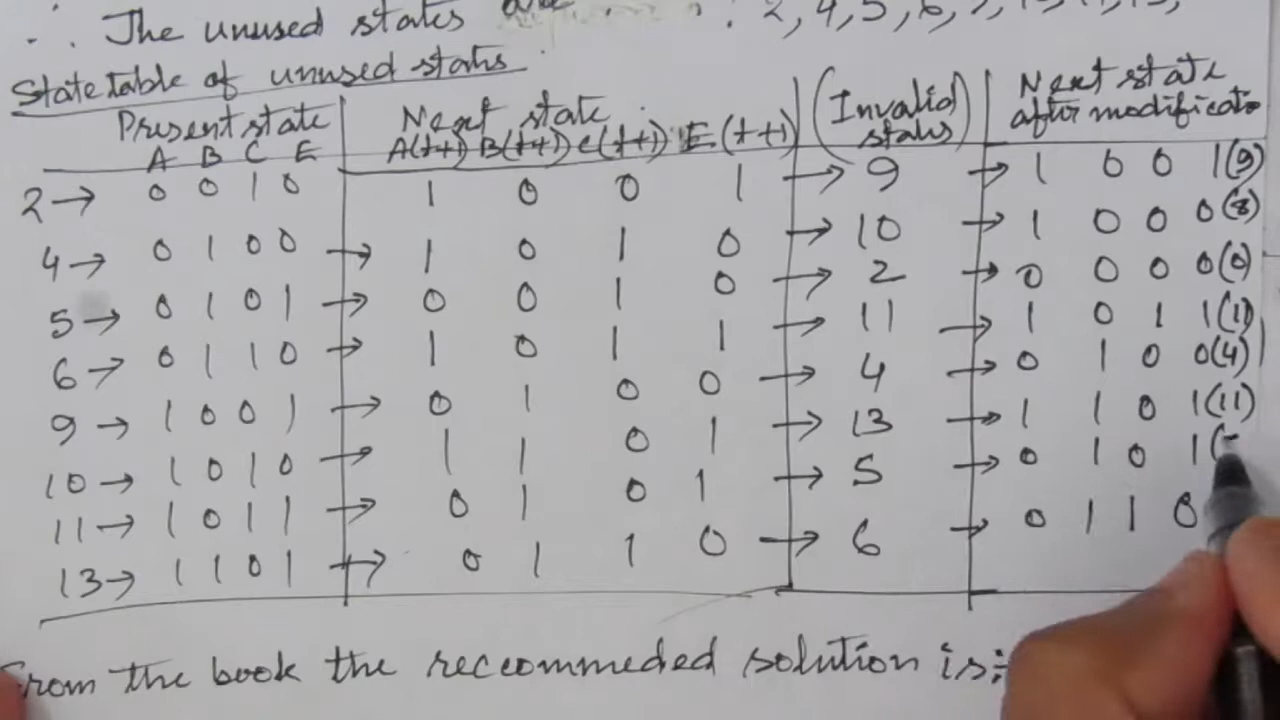 ∴ The unused states are : 2, 4, 5, 6,
State table of unused states
Present state Next state (Invalid states) Next state after modificatio
A B C E A(t+1) B(t+1) C(t+1) E(t+1)
2 → 0 0 1 0 1 0 0 1 → 9 → 1 0 0 1(9)
4 → 0 1 0 0 → 1 0 1 0 → 10 → 1 0 0 0(8)
5 → 0 1 0 1 → 0 0 1 0 → 2 → 0 0 0 0(0)
6 → 0 1 1 0 → 1 0 1 1 → 11 → 1 0 1 1(11)
9 → 1 0 0 1 → 0 1 0 0 → 4 → 0 1 0 0(4)
10 → 1 0 1 0 → 1 1 0 1 → 13 → 1 1 0 1(11)
11 → 1 0 1 1 → 0 1 0 1 → 5 → 0 1 0 1(
13 → 1 1 0 1 → 0 1 1 0 → 6 → 0 1 1 0
From the book the reccommeded solution is: